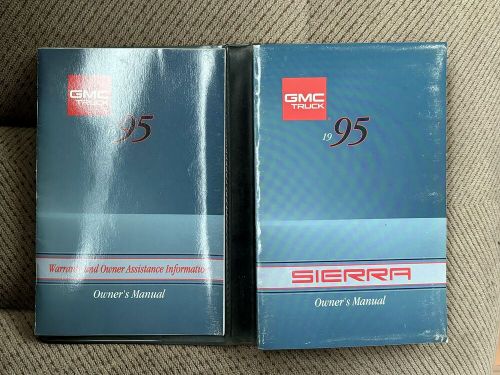 GMC
TRUCK
95
Warranty and Owner Assistance Information
Owner's Manual
GMC
TRUCK
19 95
SIERRA
Owner's Manual